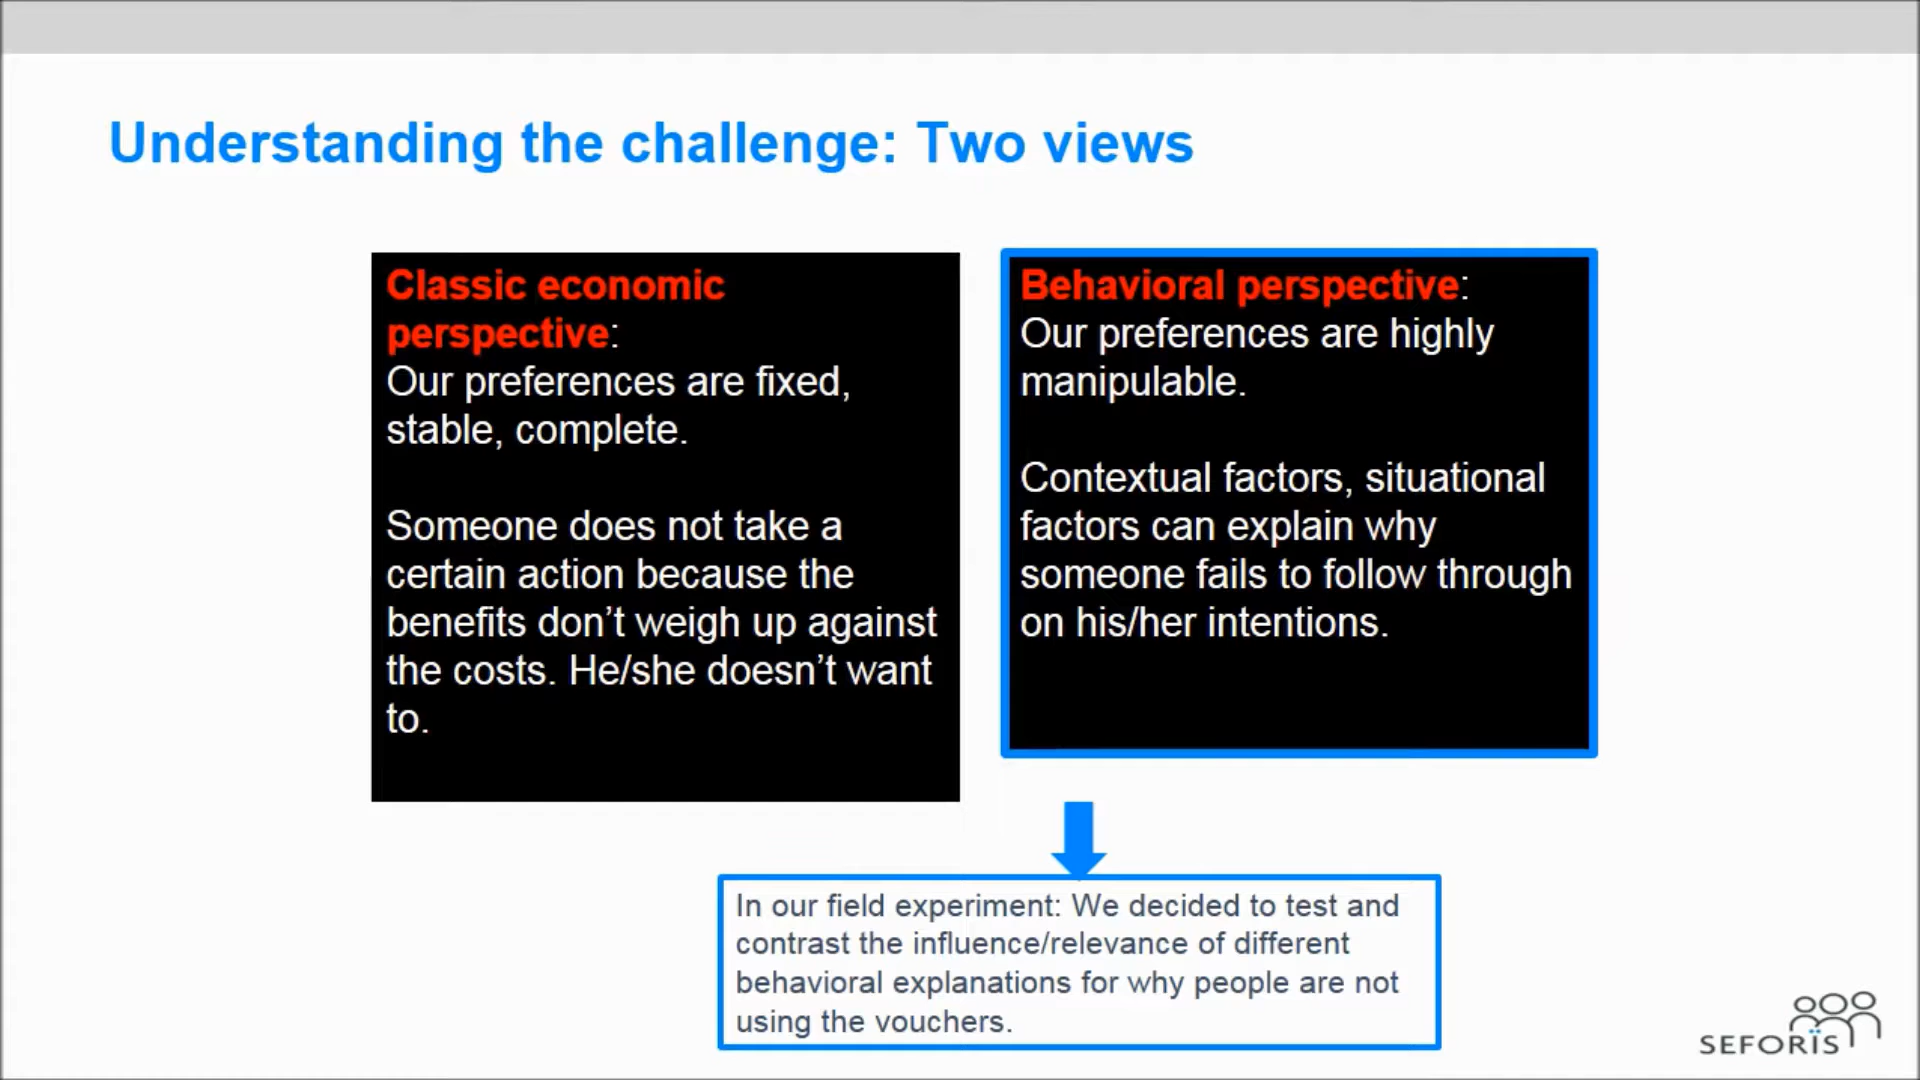 Understanding the challenge: Two views
Classic economic
perspective:
Our preferences are fixed,
stable, complete.
Someone does not take a
certain action because the
benefits don’t weigh up against
the costs. He/she doesn’t want
to.
Behavioral perspective:
Our preferences are highly
manipulable.
Contextual factors, situational
factors can explain why
someone fails to follow through
on his/her intentions.
In our field experiment: We decided to test and
contrast the influence/relevance of different
behavioral explanations for why people are not
using the vouchers.
SEFORÏS